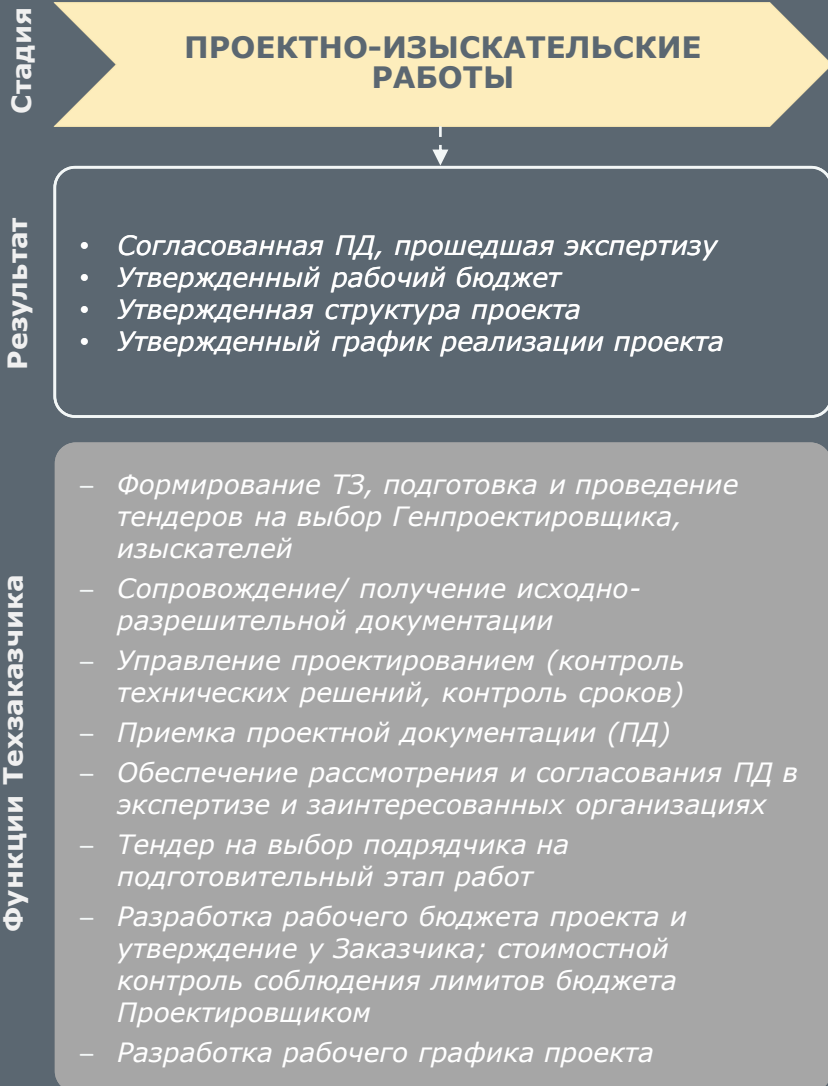 Стадия
ПРОЕКТНО-ИЗЫСКАТЕЛЬСКИЕ
РАБОТЫ
Результат
• Согласованная ПД, прошедшая экспертизу
• Утвержденный рабочий бюджет
• Утвержденная структура проекта
• Утвержденный график реализации проекта
Функции Техзаказчика
– Формирование ТЗ, подготовка и проведение
тендеров на выбор Генпроектировщика,
изыскателей
– Сопровождение/ получение исходно-
разрешительной документации
– Управление проектированием (контроль
технических решений, контроль сроков)
– Приемка проектной документации (ПД)
– Обеспечение рассмотрения и согласования ПД в
экспертизе и заинтересованных организациях
– Тендер на выбор подрядчика на
подготовительный этап работ
– Разработка рабочего бюджета проекта и
утверждение у Заказчика; стоимостной
контроль соблюдения лимитов бюджета
Проектировщиком
– Разработка рабочего графика проекта